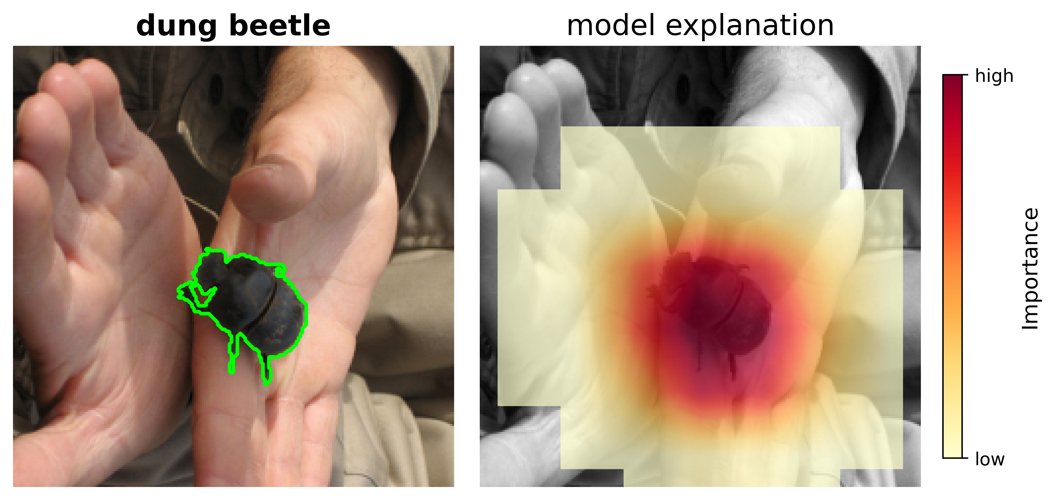 dung beetle
model explanation
high
Importance
low